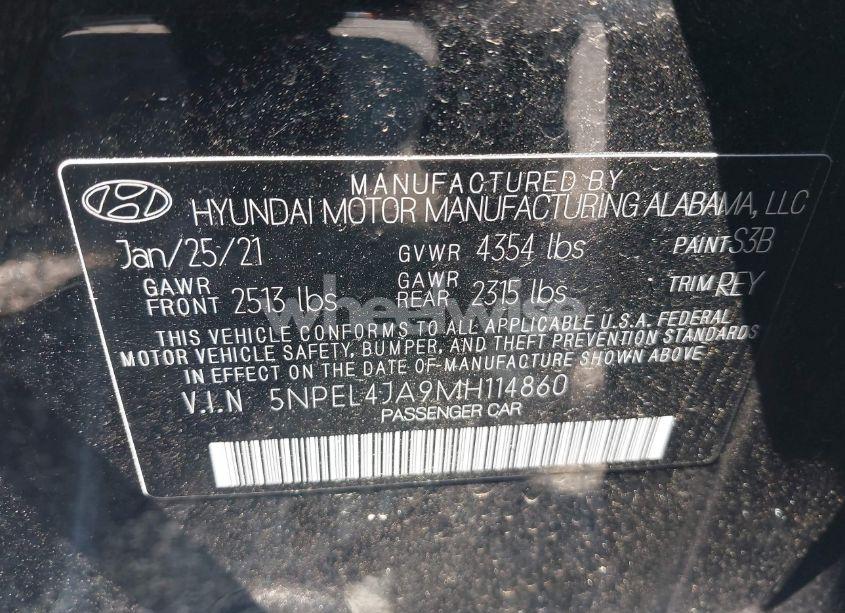 MANUFACTURED BY
HYUNDAI MOTOR MANUFACTURING ALABAMA, LLC
Jan/25/21 GVWR 4354 lbs PAINT S3B
GAWR FRONT 2513 lbs GAWR REAR 2315 lbs TRIM REY
wheelwise
THIS VEHICLE CONFORMS TO ALL APPLICABLE U.S.A. FEDERAL
MOTOR VEHICLE SAFETY, BUMPER, AND THEFT PREVENTION STANDARDS
IN EFFECT ON THE DATE OF MANUFACTURE SHOWN ABOVE
V.I.N 5NPEL4JA9MH114860
PASSENGER CAR